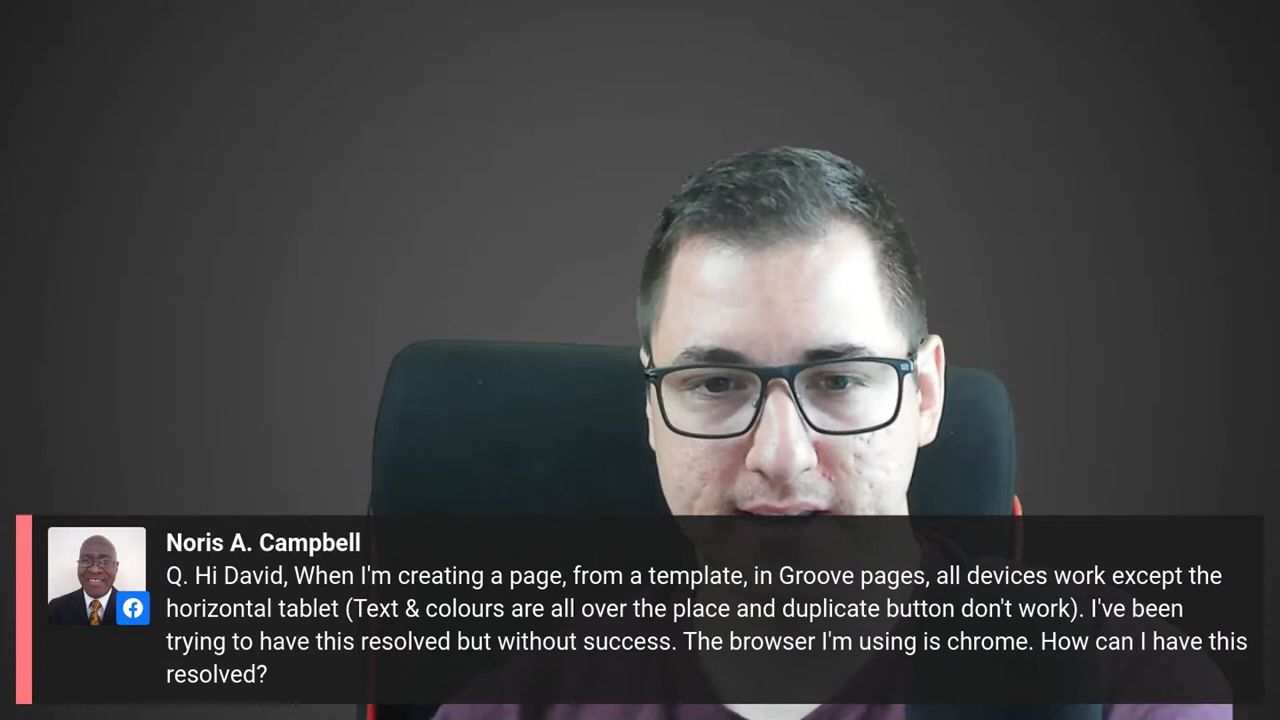 Noris A. Campbell
Q. Hi David, When I'm creating a page, from a template, in Groove pages, all devices work except the
horizontal tablet (Text & colours are all over the place and duplicate button don't work). I've been
trying to have this resolved but without success. The browser I'm using is chrome. How can I have this
resolved?